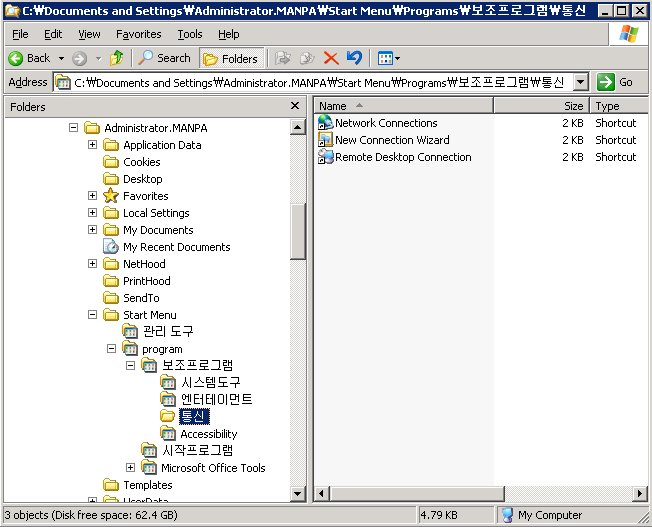 C:₩Documents and Settings₩Administrator.MANPA₩Start Menu₩Programs₩보조프로그램₩통신
File Edit View Favorites Tools Help
Back Search Folders
Address C:₩Documents and Settings₩Administrator.MANPA₩Start Menu₩Programs₩보조프로그램₩통신 Go
Folders
Name Size Type
Network Connections 2 KB Shortcut
New Connection Wizard 2 KB Shortcut
Remote Desktop Connection 2 KB Shortcut
Administrator.MANPA
Application Data
Cookies
Desktop
Favorites
Local Settings
My Documents
My Recent Documents
NetHood
PrintHood
SendTo
Start Menu
관리 도구
program
보조프로그램
시스템도구
엔터테이먼트
통신
Accessibility
시작프로그램
Microsoft Office Tools
Templates
UserData
3 objects (Disk free space: 62.4 GB) 4.79 KB My Computer